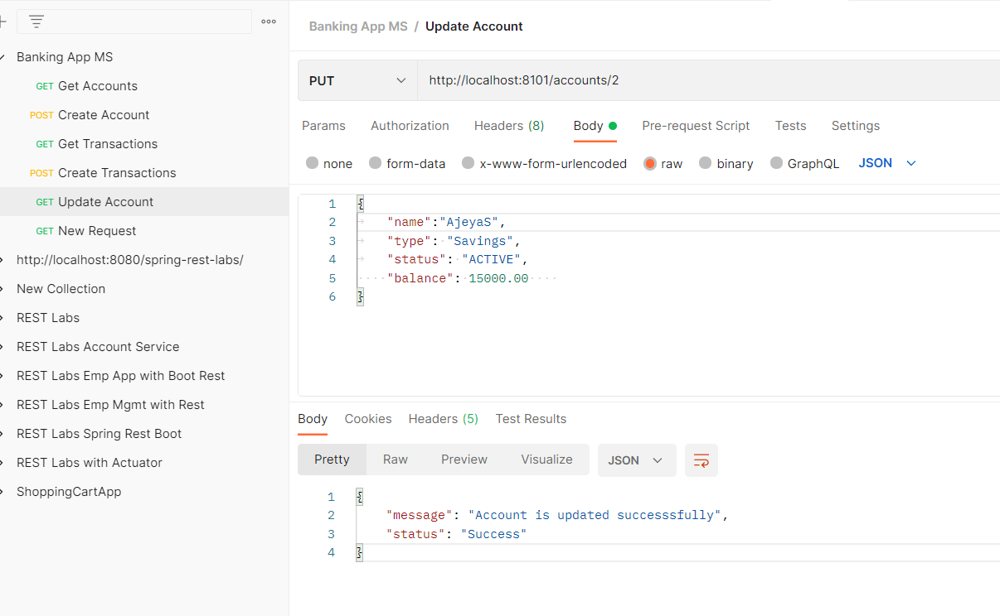 Banking App MS
GET Get Accounts
POST Create Account
GET Get Transactions
POST Create Transactions
GET Update Account
GET New Request
http://localhost:8080/spring-rest-labs/
New Collection
REST Labs
REST Labs Account Service
REST Labs Emp App with Boot Rest
REST Labs Emp Mgmt with Rest
REST Labs Spring Rest Boot
REST Labs with Actuator
ShoppingCartApp
Banking App MS / Update Account
PUT http://localhost:8101/accounts/2
Params Authorization Headers (8) Body Pre-request Script Tests Settings
none form-data x-www-form-urlencoded raw binary GraphQL JSON
1 {
2 "name":"AjeyaS",
3 "type": "Savings",
4 "status": "ACTIVE",
5 "balance": 15000.00
6 }
Body Cookies Headers (5) Test Results
Pretty Raw Preview Visualize JSON
1 {
2 "message": "Account is updated successsfully",
3 "status": "Success"
4 }